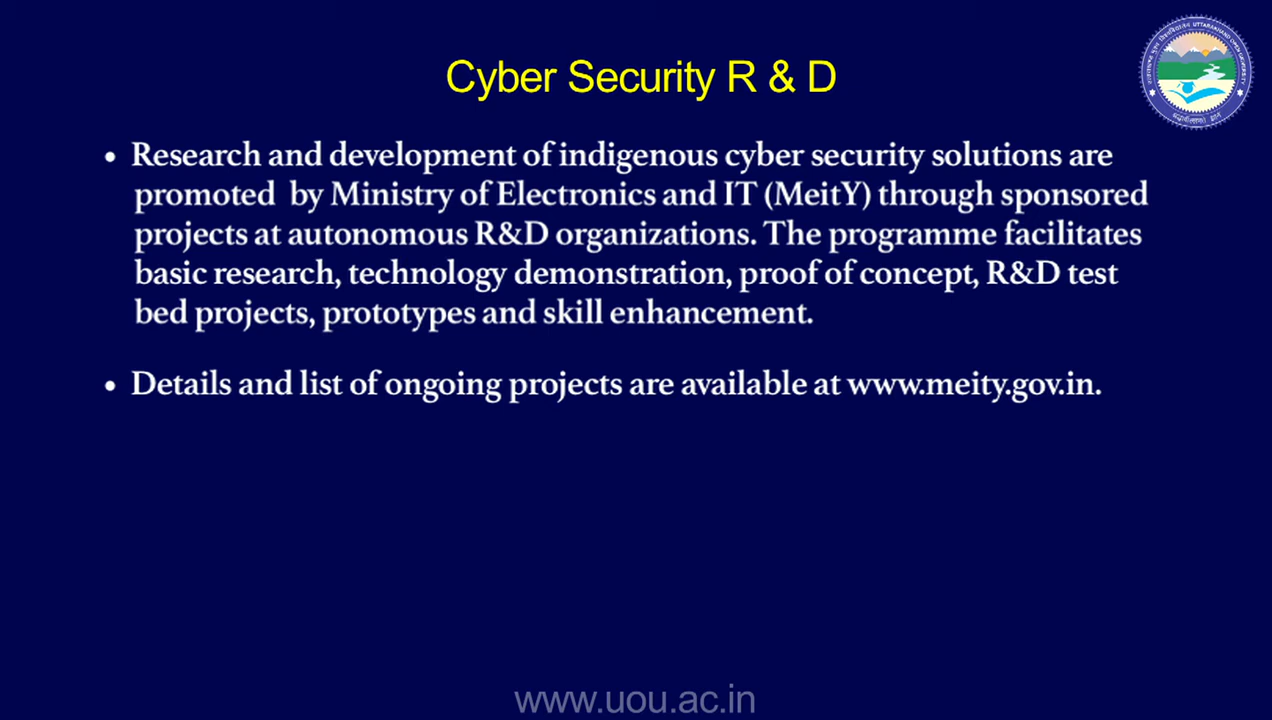 Cyber Security R & D
• Research and development of indigenous cyber security solutions are
promoted by Ministry of Electronics and IT (MeitY) through sponsored
projects at autonomous R&D organizations. The programme facilitates
basic research, technology demonstration, proof of concept, R&D test
bed projects, prototypes and skill enhancement.
• Details and list of ongoing projects are available at www.meity.gov.in.
www.uou.ac.in
UTTARAKHAND OPEN UNIVERSITY